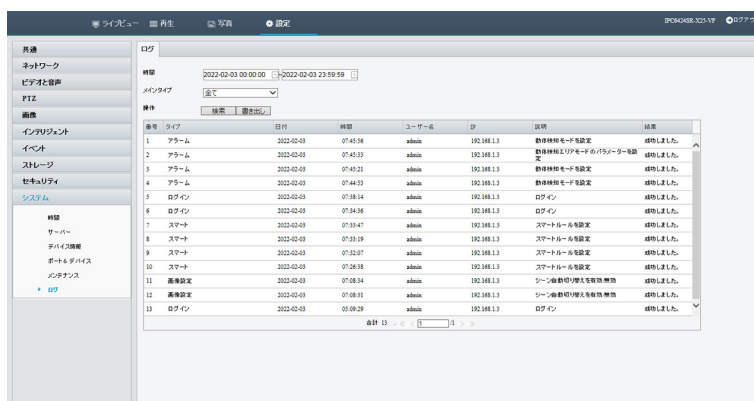 ライブビュー 再生 写真 設定 IPC6424SR-X25-VF ログアウ
共通
ネットワーク
ビデオと音声
PTZ
画像
インテリジェント
イベント
ストレージ
セキュリティ
システム
時間
サーバー
デバイス情報
ポート& デバイス
メンテナンス
ログ
ログ
時間 2022-02-03 00:00:00 -2022-02-03 23:59:59
メインタイプ 全て
操作 検索 書き出し
番号 タイプ 日付 時間 ユーザー名 IP 説明 結果
1 アラーム 2022-02-03 07:45:56 admin 192.168.1.3 動体検知モードを設定 成功しました。
2 アラーム 2022-02-03 07:45:33 admin 192.168.1.3 動体検知エリアモードのパラメーターを設定 成功しました。
3 アラーム 2022-02-03 07:45:21 admin 192.168.1.3 動体検知モードを設定 成功しました。
4 アラーム 2022-02-03 07:44:53 admin 192.168.1.3 動体検知モードを設定 成功しました。
5 ログイン 2022-02-03 07:38:14 admin 192.168.1.3 ログイン 成功しました。
6 ログイン 2022-02-03 07:34:36 admin 192.168.1.3 ログイン 成功しました。
7 スマート 2022-02-03 07:33:47 admin 192.168.1.3 スマートルールを設定 成功しました。
8 スマート 2022-02-03 07:33:19 admin 192.168.1.3 スマートルールを設定 成功しました。
9 スマート 2022-02-03 07:32:07 admin 192.168.1.3 スマートルールを設定 成功しました。
10 スマート 2022-02-03 07:26:38 admin 192.168.1.3 スマートルールを設定 成功しました。
11 画像設定 2022-02-03 07:08:34 admin 192.168.1.3 シーン自動切り替えを有効/無効 成功しました。
12 画像設定 2022-02-03 07:08:31 admin 192.168.1.3 シーン自動切り替えを有効/無効 成功しました。
13 ログイン 2022-02-03 05:09:29 admin 192.168.1.3 ログイン 成功しました。
合計 13 , ≪ < 1 /1 > ≫